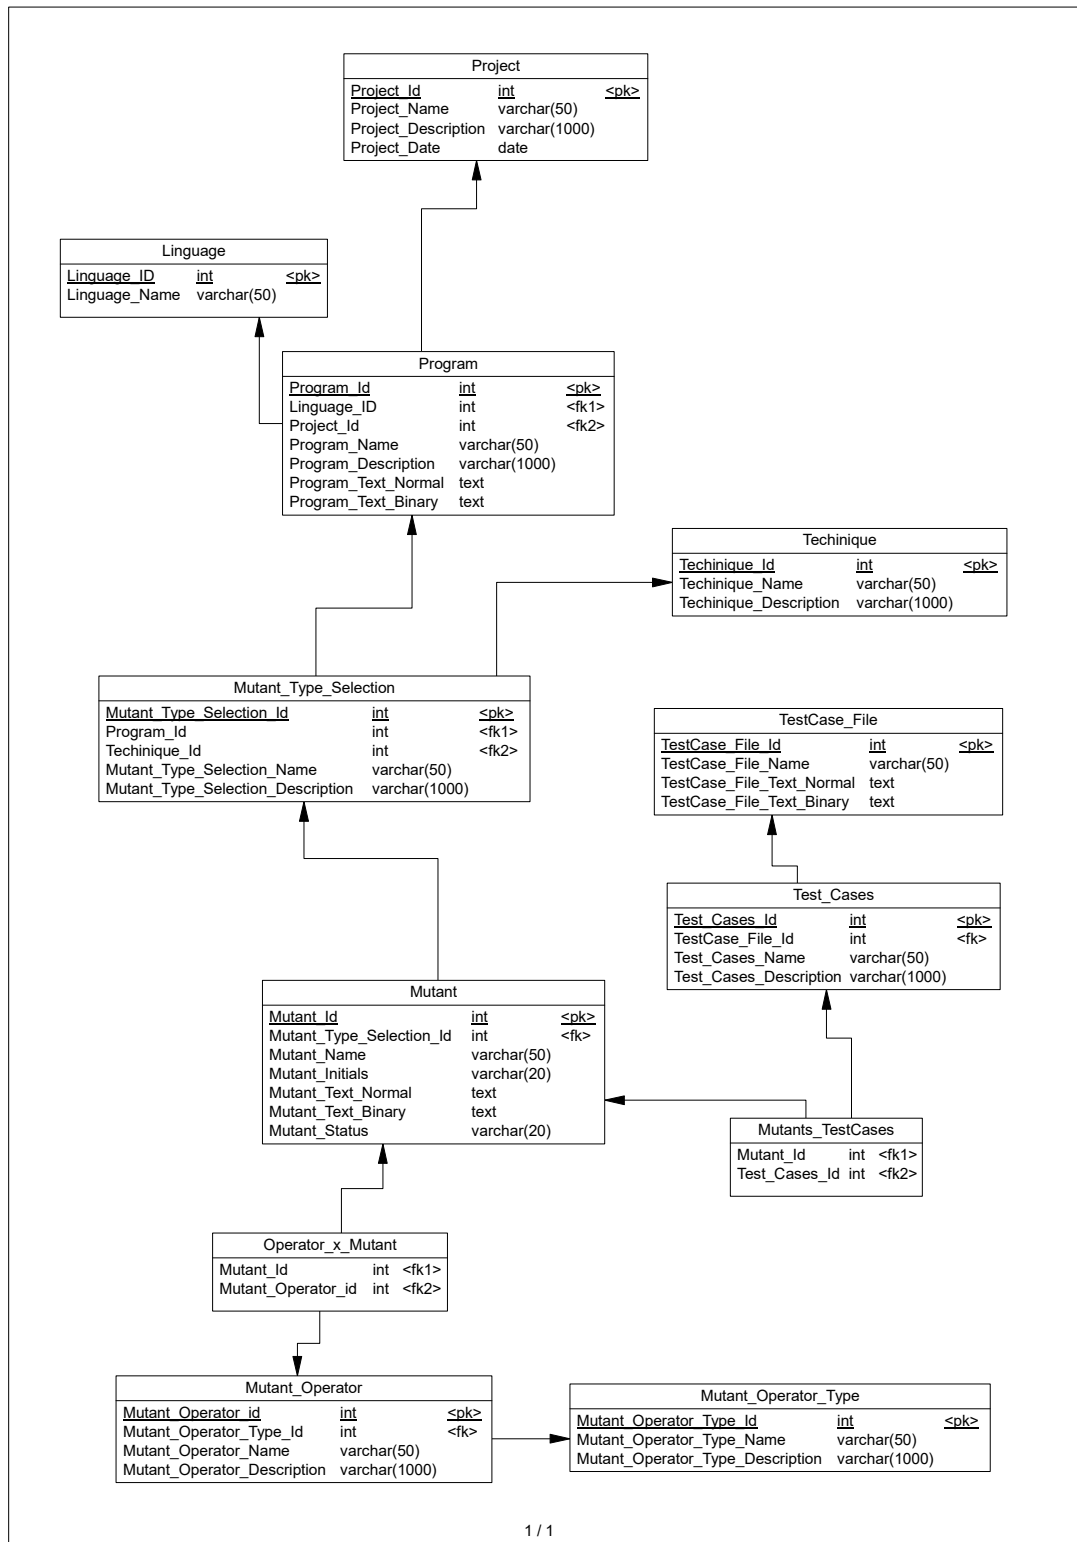 Project
Project_Id int <pk>
Project_Name varchar(50)
Project_Description varchar(1000)
Project_Date date
Linguage
Linguage_ID int <pk>
Linguage_Name varchar(50)
Program
Program_Id int <pk>
Linguage_ID int <fk1>
Project_Id int <fk2>
Program_Name varchar(50)
Program_Description varchar(1000)
Program_Text_Normal text
Program_Text_Binary text
Techinique
Techinique_Id int <pk>
Techinique_Name varchar(50)
Techinique_Description varchar(1000)
Mutant_Type_Selection
Mutant_Type_Selection_Id int <pk>
Program_Id int <fk1>
Techinique_Id int <fk2>
Mutant_Type_Selection_Name varchar(50)
Mutant_Type_Selection_Description varchar(1000)
TestCase_File
TestCase_File_Id int <pk>
TestCase_File_Name varchar(50)
TestCase_File_Text_Normal text
TestCase_File_Text_Binary text
Test_Cases
Test_Cases_Id int <pk>
TestCase_File_Id int <fk>
Test_Cases_Name varchar(50)
Test_Cases_Description varchar(1000)
Mutant
Mutant_Id int <pk>
Mutant_Type_Selection_Id int <fk>
Mutant_Name varchar(50)
Mutant_Initials varchar(20)
Mutant_Text_Normal text
Mutant_Text_Binary text
Mutant_Status varchar(20)
Mutants_TestCases
Mutant_Id int <fk1>
Test_Cases_Id int <fk2>
Operator_x_Mutant
Mutant_Id int <fk1>
Mutant_Operator_id int <fk2>
Mutant_Operator
Mutant_Operator_id int <pk>
Mutant_Operator_Type_Id int <fk>
Mutant_Operator_Name varchar(50)
Mutant_Operator_Description varchar(1000)
Mutant_Operator_Type
Mutant_Operator_Type_Id int <pk>
Mutant_Operator_Type_Name varchar(50)
Mutant_Operator_Type_Description varchar(1000)
1 / 1